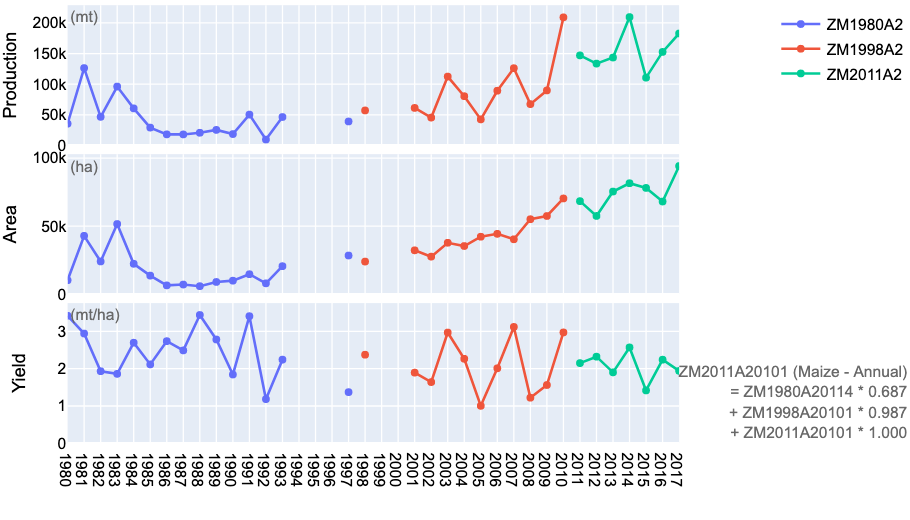 Production
200k
150k
100k
50k
0
(mt)
ZM1980A2
ZM1998A2
ZM2011A2
Area
100k
50k
0
(ha)
Yield
3
2
1
0
(mt/ha)
ZM2011A20101 (Maize - Annual)
= ZM1980A20114 * 0.687
+ ZM1998A20101 * 0.987
+ ZM2011A20101 * 1.000
1980
1981
1982
1983
1984
1985
1986
1987
1988
1989
1990
1991
1992
1993
1994
1995
1996
1997
1998
1999
2000
2001
2002
2003
2004
2005
2006
2007
2008
2009
2010
2011
2012
2013
2014
2015
2016
2017